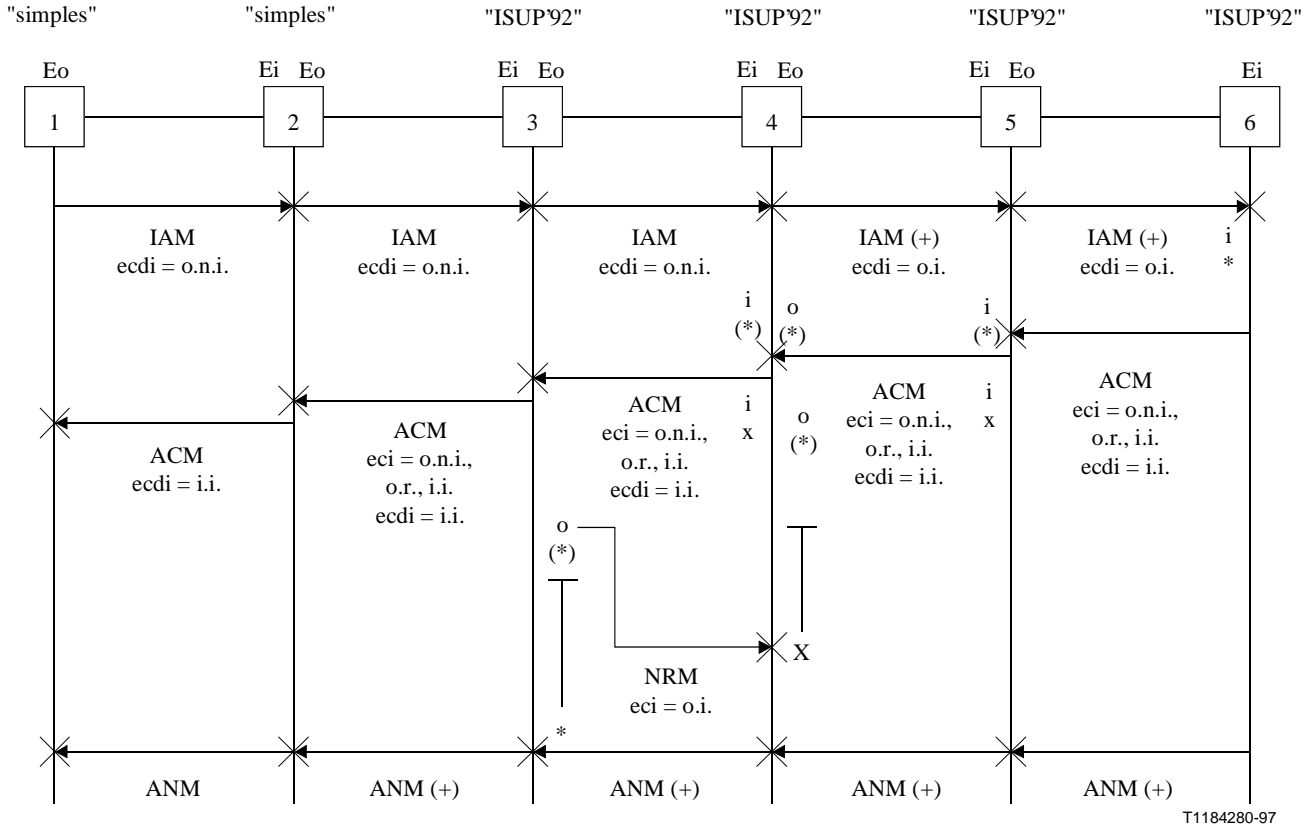 "simples" "simples" "ISUP'92" "ISUP'92" "ISUP'92" "ISUP'92"
Eo Ei Eo Ei Eo Ei Eo Ei Eo Ei
1 2 3 4 5 6
IAM IAM IAM IAM (+) IAM (+) i
ecdi = o.n.i. ecdi = o.n.i. ecdi = o.n.i. ecdi = o.i. ecdi = o.i. *
i o i
(*) (*) (*)
ACM
ecdi = i.i.
ACM
eci = o.n.i.,
o.r., i.i.
ecdi = i.i.
ACM
eci = o.n.i.,
o.r., i.i.
ecdi = i.i.
i
x
o
(*)
ACM
eci = o.n.i.,
o.r., i.i.
ecdi = i.i.
i
x
ACM
eci = o.n.i.,
o.r., i.i.
ecdi = i.i.
o
(*)
X
NRM
eci = o.i.
*
ANM ANM (+) ANM (+) ANM (+) ANM (+)
T1184280-97